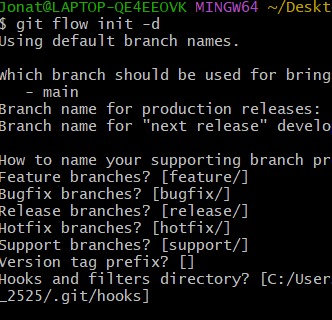 Jonat@LAPTOP-QE4EEOVK MINGW64 ~/Deskt
$ git flow init -d
Using default branch names.
Which branch should be used for bring
- main
Branch name for production releases:
Branch name for "next release" develo
How to name your supporting branch pr
Feature branches? [feature/]
Bugfix branches? [bugfix/]
Release branches? [release/]
Hotfix branches? [hotfix/]
Support branches? [support/]
Version tag prefix? []
Hooks and filters directory? [C:/User
_2525/.git/hooks]